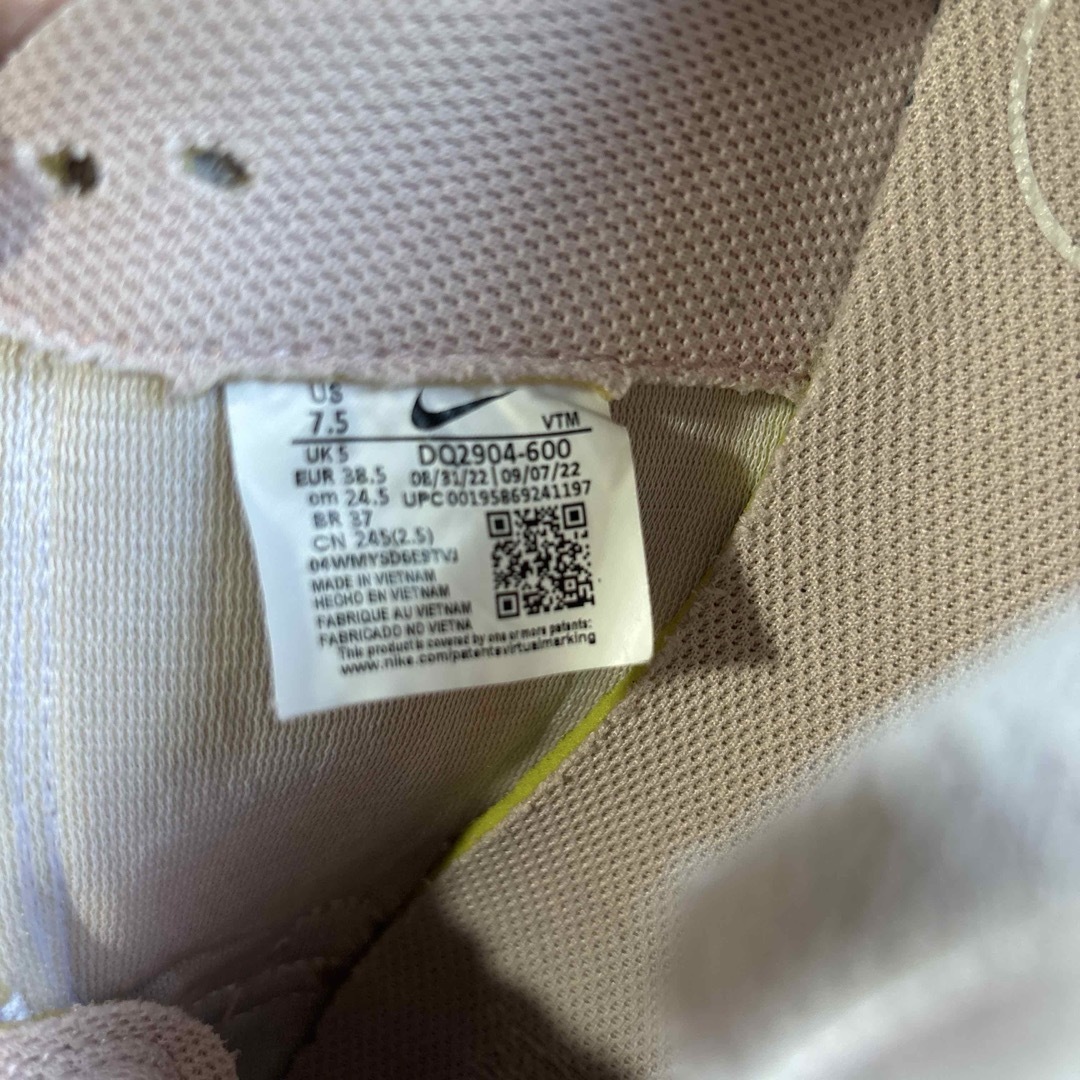 US
7.5
VTM
UK 5 DQ2904-600
EUR 38.5 08/31/22 | 09/07/22
cm 24.5 UPC 00195869241197
BR 37
CN 245(2.5)
MADE IN VIETNAM
HECHO EN VIETNAM
FABRIQUE AU VIETNAM
FABRICADO NO VIETNA
This product is covered by one or more patents:
www.nike.com/patentsvirtualmarking